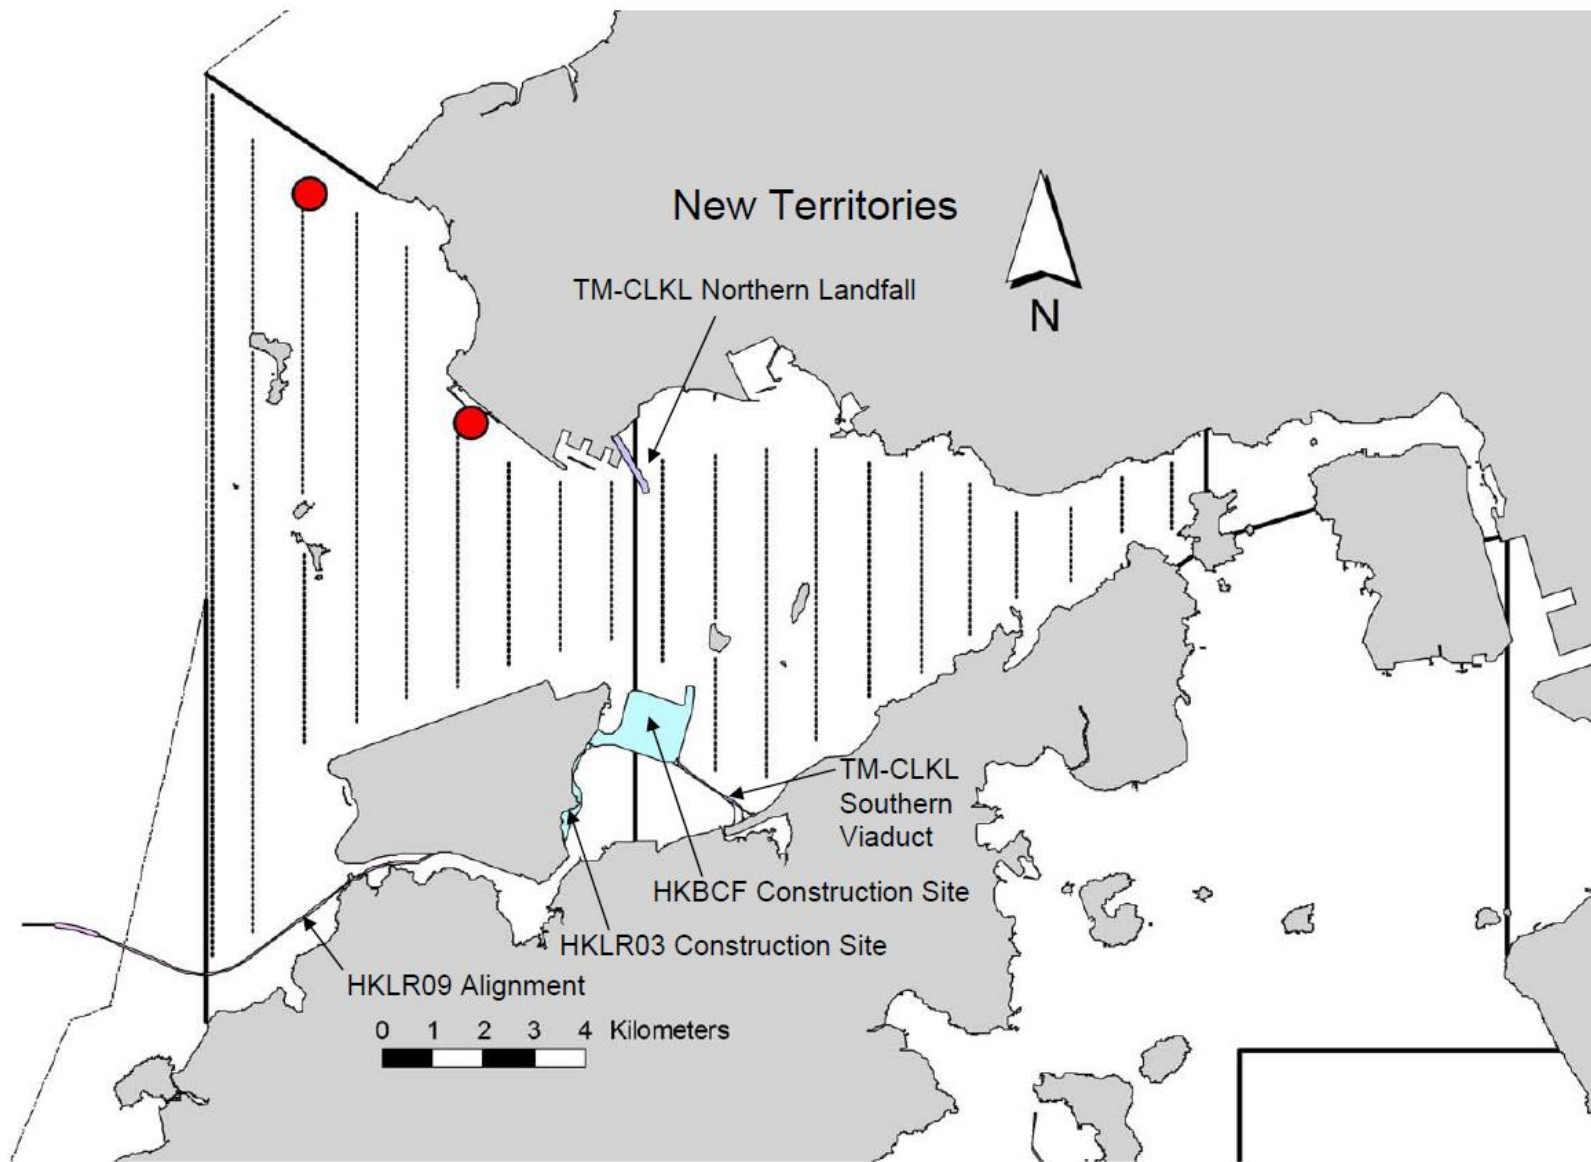 New Territories
TM-CLKL Northern Landfall
N
TM-CLKL
Southern
Viaduct
HKBCF Construction Site
HKLR03 Construction Site
HKLR09 Alignment
0 1 2 3 4 Kilometers